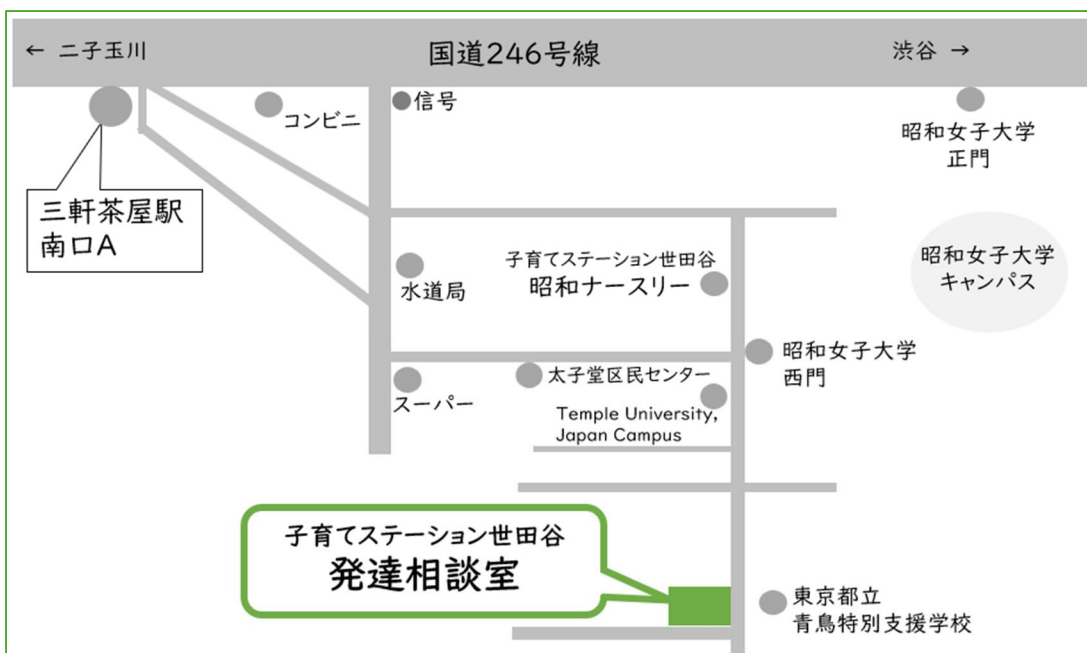 ← 二子玉川
国道246号線
渋谷 →
コンビニ
信号
昭和女子大学
正門
三軒茶屋駅
南口A
水道局
子育てステーション世田谷
昭和ナースリー
昭和女子大学
キャンパス
昭和女子大学
西門
スーパー
太子堂区民センター
Temple University,
Japan Campus
子育てステーション世田谷
発達相談室
東京都立
青鳥特別支援学校